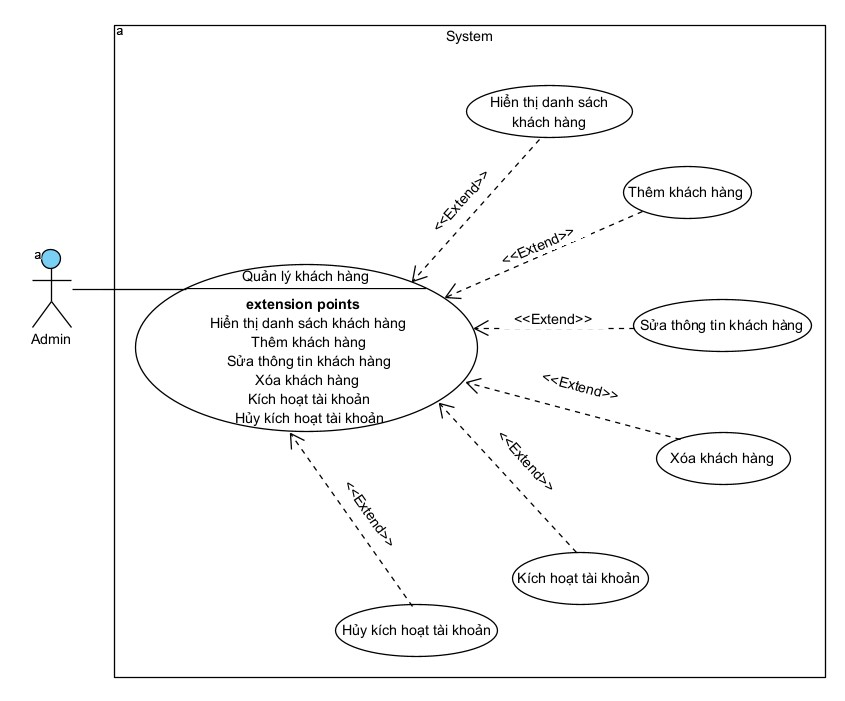 a
System
Hiển thị danh sách
khách hàng
<<Extend>>
Thêm khách hàng
<<Extend>>
a
Admin
Quản lý khách hàng
extension points
Hiển thị danh sách khách hàng
Thêm khách hàng
Sửa thông tin khách hàng
Xóa khách hàng
Kích hoạt tài khoản
Hủy kích hoạt tài khoản
<<Extend>>
Sửa thông tin khách hàng
<<Extend>>
Xóa khách hàng
<<Extend>>
Kích hoạt tài khoản
<<Extend>>
Hủy kích hoạt tài khoản